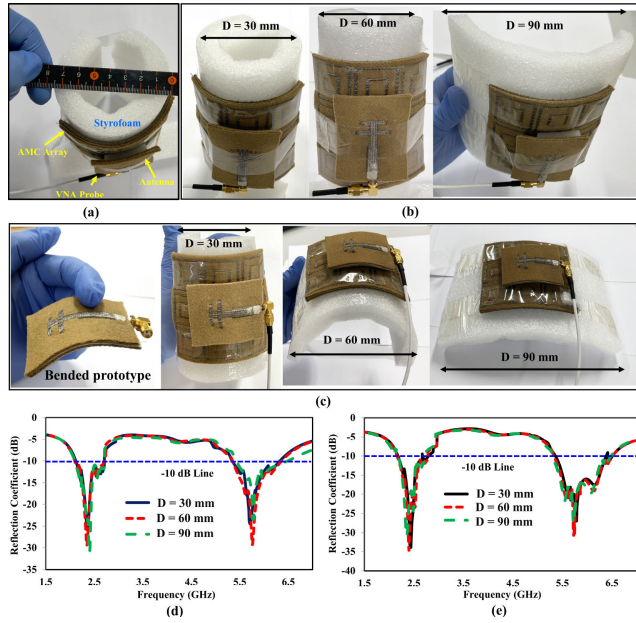 D = 30 mm
D = 60 mm
D = 90 mm
Styrofoam
AMC Array
Antenna
VNA Probe
(a)
(b)
D = 30 mm
D = 60 mm
D = 90 mm
Bended prototype
(c)
0
-5
-10
-15
-20
-25
-30
-35
Reflection Coefficient (dB)
-10 dB Line
D = 30 mm
D = 60 mm
D = 90 mm
1.5
2.5
3.5
4.5
5.5
6.5
Frequency (GHz)
(d)
0
-5
-10
-15
-20
-25
-30
-35
-40
Reflection Coefficient (dB)
-10 dB Line
D = 30 mm
D = 60 mm
D = 90 mm
1.5
2.5
3.5
4.5
5.5
6.5
Frequency (GHz)
(e)